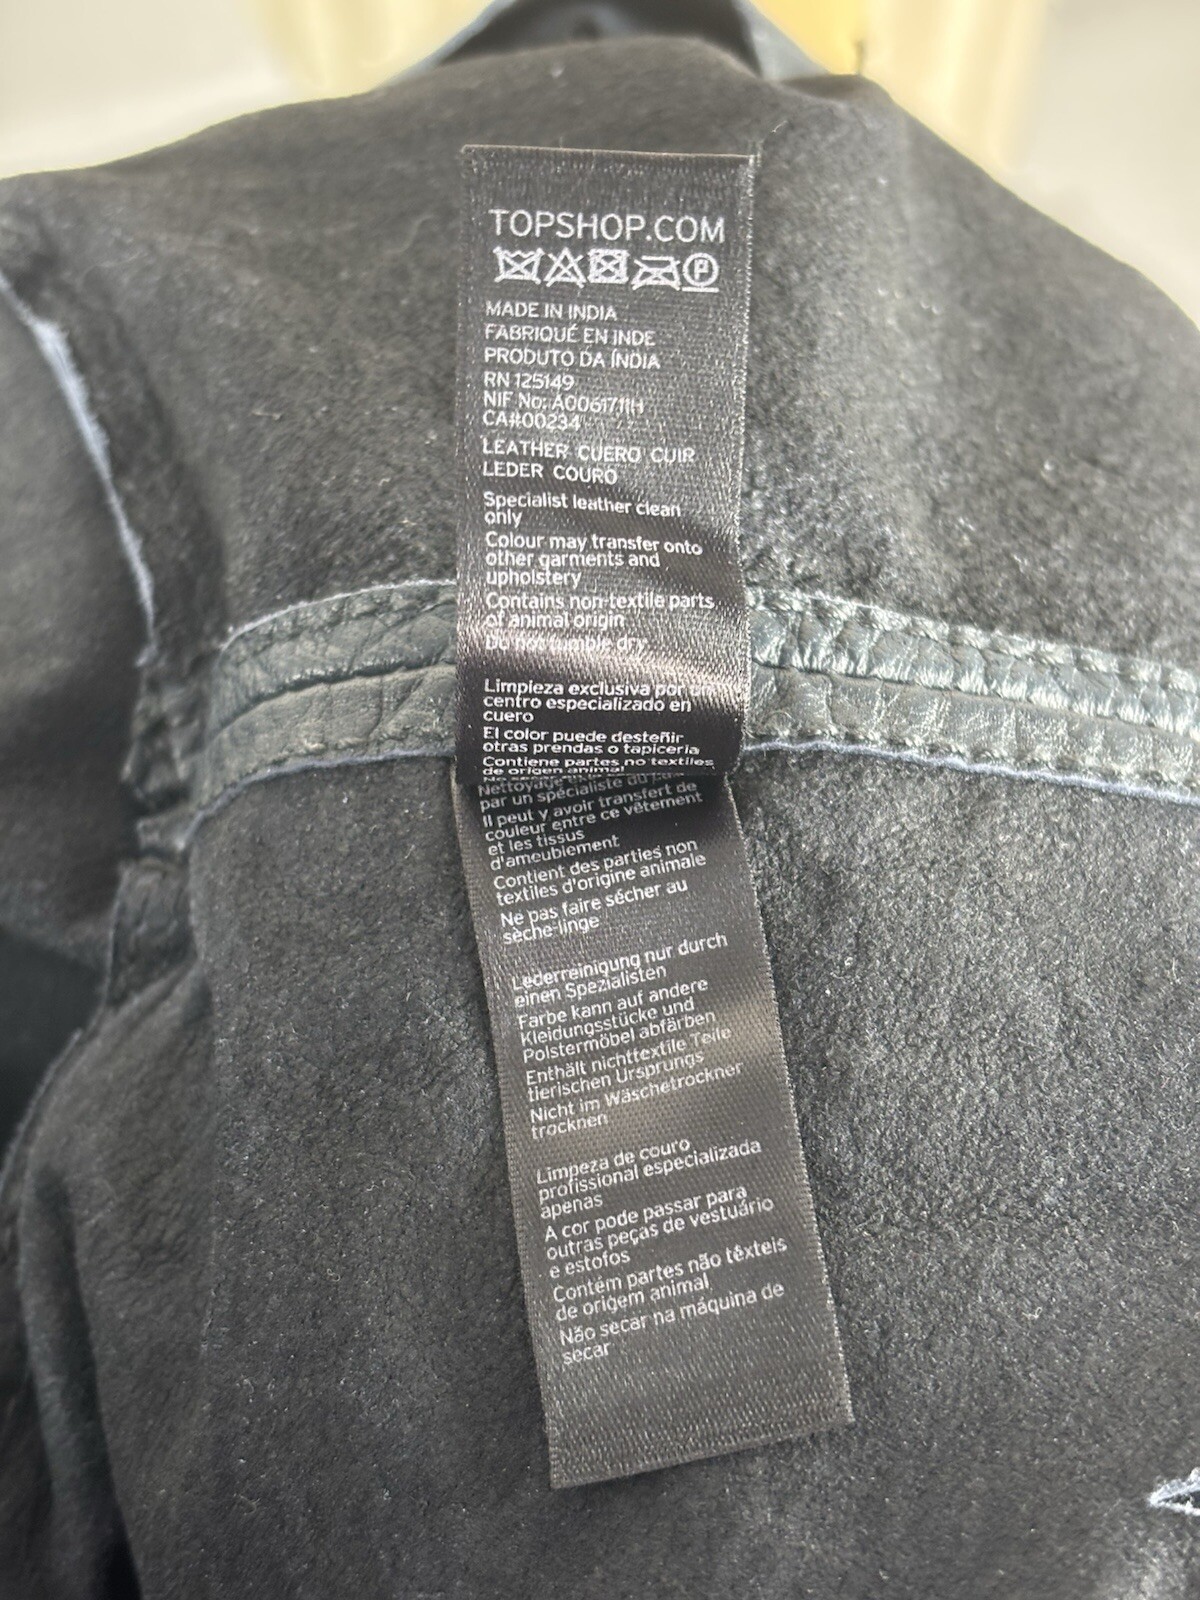 TOPSHOP.COM
P
MADE IN INDIA
FABRIQUÉ EN INDE
PRODUTO DA ÍNDIA
RN 125149
NIF No: A0061711H
CA#00234
LEATHER CUERO CUIR
LEDER COURO
Specialist leather clean
only
Colour may transfer onto
other garments and
upholstery
Contains non-textile parts
of animal origin
Do not tumble dry
Limpieza exclusiva por un
centro especializado en
cuero
El color puede desteñir
otras prendas o tapiceria
Contiene partes no textiles
de origen animal
Nettoyage
par un spécialiste du
Il peut y avoir transfert de
couleur entre ce vêtement
et les tissus
d'ameublement
Contient des parties non
textiles d'origine animale
Ne pas faire sécher au
sèche-linge
Lederreinigung nur durch
einen Spezialisten
Farbe kann auf andere
Kleidungsstücke und
Polstermöbel abfärben
Enthält nichttextile Teile
tierischen Ursprungs
Nicht im Wäschetrockner
trocknen
Limpeza de couro
profissional especializada
apenas
A cor pode passar para
outras peças de vestuário
e estofos
Contém partes não têxteis
de origem animal
Não secar na máquina de
secar